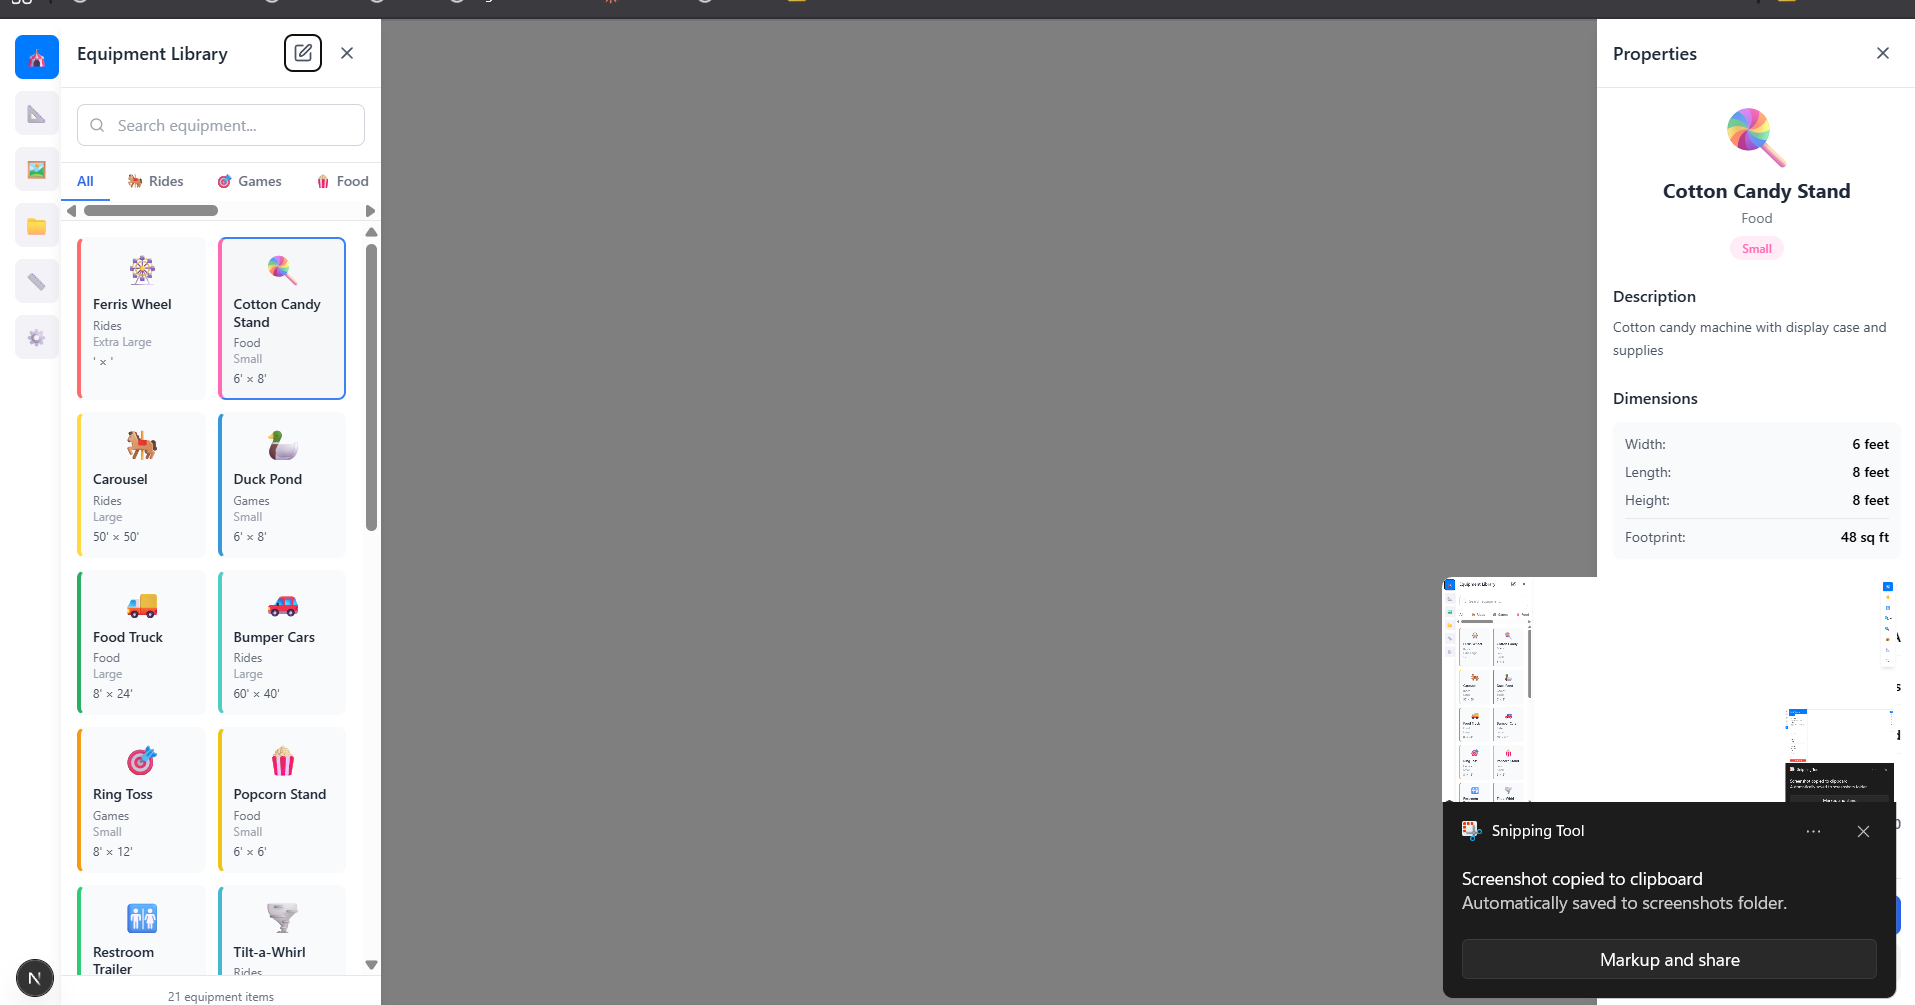 Equipment Library
Search equipment...
All
Rides
Games
Food
Ferris Wheel
Rides
Extra Large
' × '
Cotton Candy
Stand
Food
Small
6' × 8'
Carousel
Rides
Large
50' × 50'
Duck Pond
Games
Small
6' × 8'
Food Truck
Food
Large
8' × 24'
Bumper Cars
Rides
Large
60' × 40'
Ring Toss
Games
Small
8' × 12'
Popcorn Stand
Food
Small
6' × 6'
Restroom
Trailer
Tilt-a-Whirl
Rides
21 equipment items
N
Properties
Cotton Candy Stand
Food
Small
Description
Cotton candy machine with display case and
supplies
Dimensions
Width: 6 feet
Length: 8 feet
Height: 8 feet
Footprint: 48 sq ft
Equipment Library
Snipping Tool
Screenshot copied to clipboard
Automatically saved to screenshots folder.
Markup and share